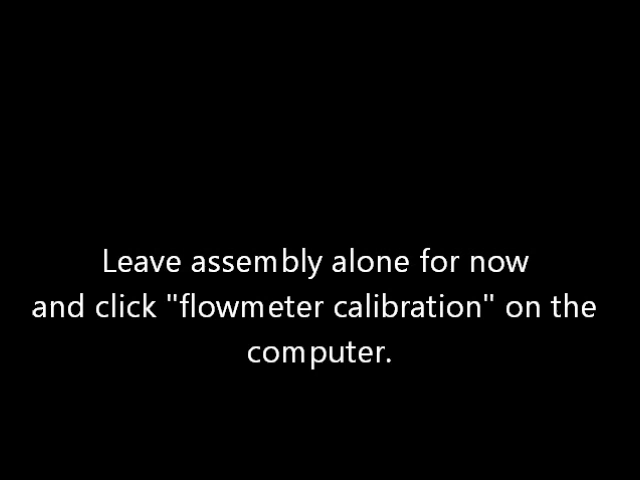 Leave assembly alone for now
and click "flowmeter calibration" on the
computer.